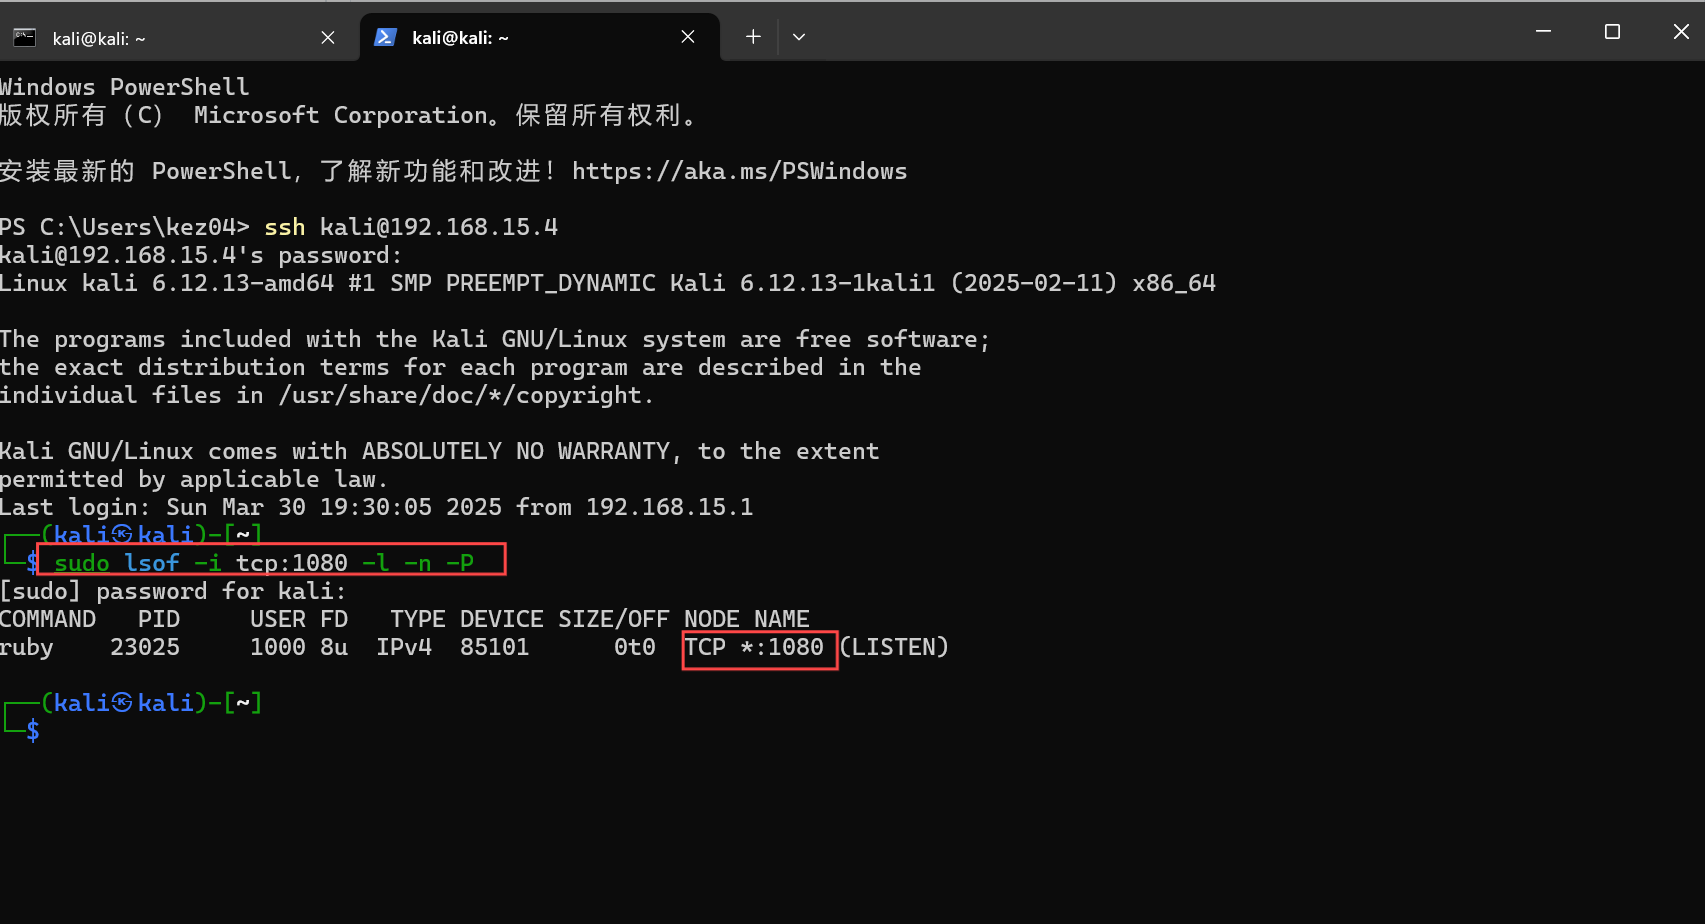 kali@kali: ~
kali@kali: ~
Windows PowerShell
版权所有 (C) Microsoft Corporation。保留所有权利。
安装最新的 PowerShell，了解新功能和改进！https://aka.ms/PSWindows
PS C:\Users\kez04> ssh kali@192.168.15.4
kali@192.168.15.4's password:
Linux kali 6.12.13-amd64 #1 SMP PREEMPT_DYNAMIC Kali 6.12.13-1kali1 (2025-02-11) x86_64
The programs included with the Kali GNU/Linux system are free software;
the exact distribution terms for each program are described in the
individual files in /usr/share/doc/*/copyright.
Kali GNU/Linux comes with ABSOLUTELY NO WARRANTY, to the extent
permitted by applicable law.
Last login: Sun Mar 30 19:30:05 2025 from 192.168.15.1
┌──(kali㉿kali)-[~]
└─$ sudo lsof -i tcp:1080 -l -n -P
[sudo] password for kali:
COMMAND   PID     USER FD   TYPE DEVICE SIZE/OFF NODE NAME
ruby    23025     1000 8u  IPv4  85101      0t0  TCP *:1080 (LISTEN)
┌──(kali㉿kali)-[~]
└─$